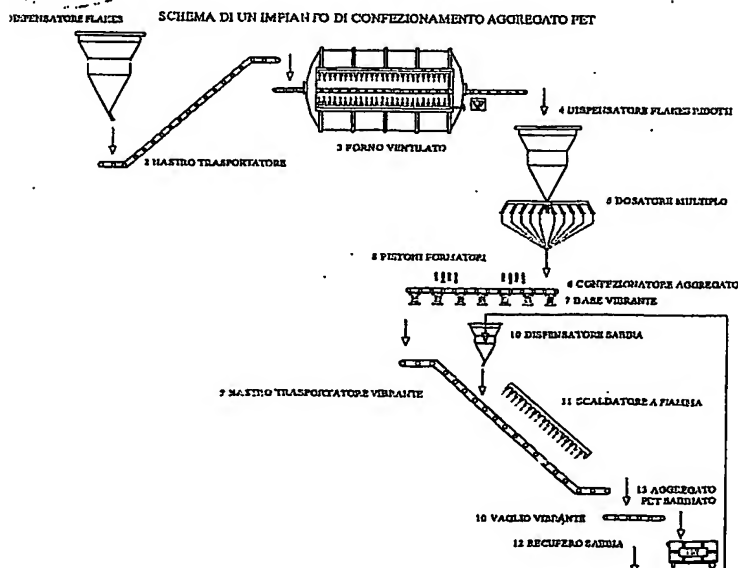 SCHEMA DI UN IMPIANTO DI CONFEZIONAMENTO AGGREGATO PET
DISPENSATORE FLAKES
2 NASTRO TRASPORTATORE
3 FORNO VENTILATO
4 DISPENSATORE FLAKES RIDOTTI
5 DOSATORE MULTIPLO
8 PISTONI FORMATORI
6 CONFEZIONATORE AGGREGATO
7 BASE VIBRANTE
10 DISPENSATORE SABBIA
9 NASTRO TRASPORTATORE VIBRANTE
11 SCALDATORE A FIAMMA
13 AGGREGATO
PET SABBIATO
10 VAGLIO VIBRANTE
12 RECUPERO SABBIA